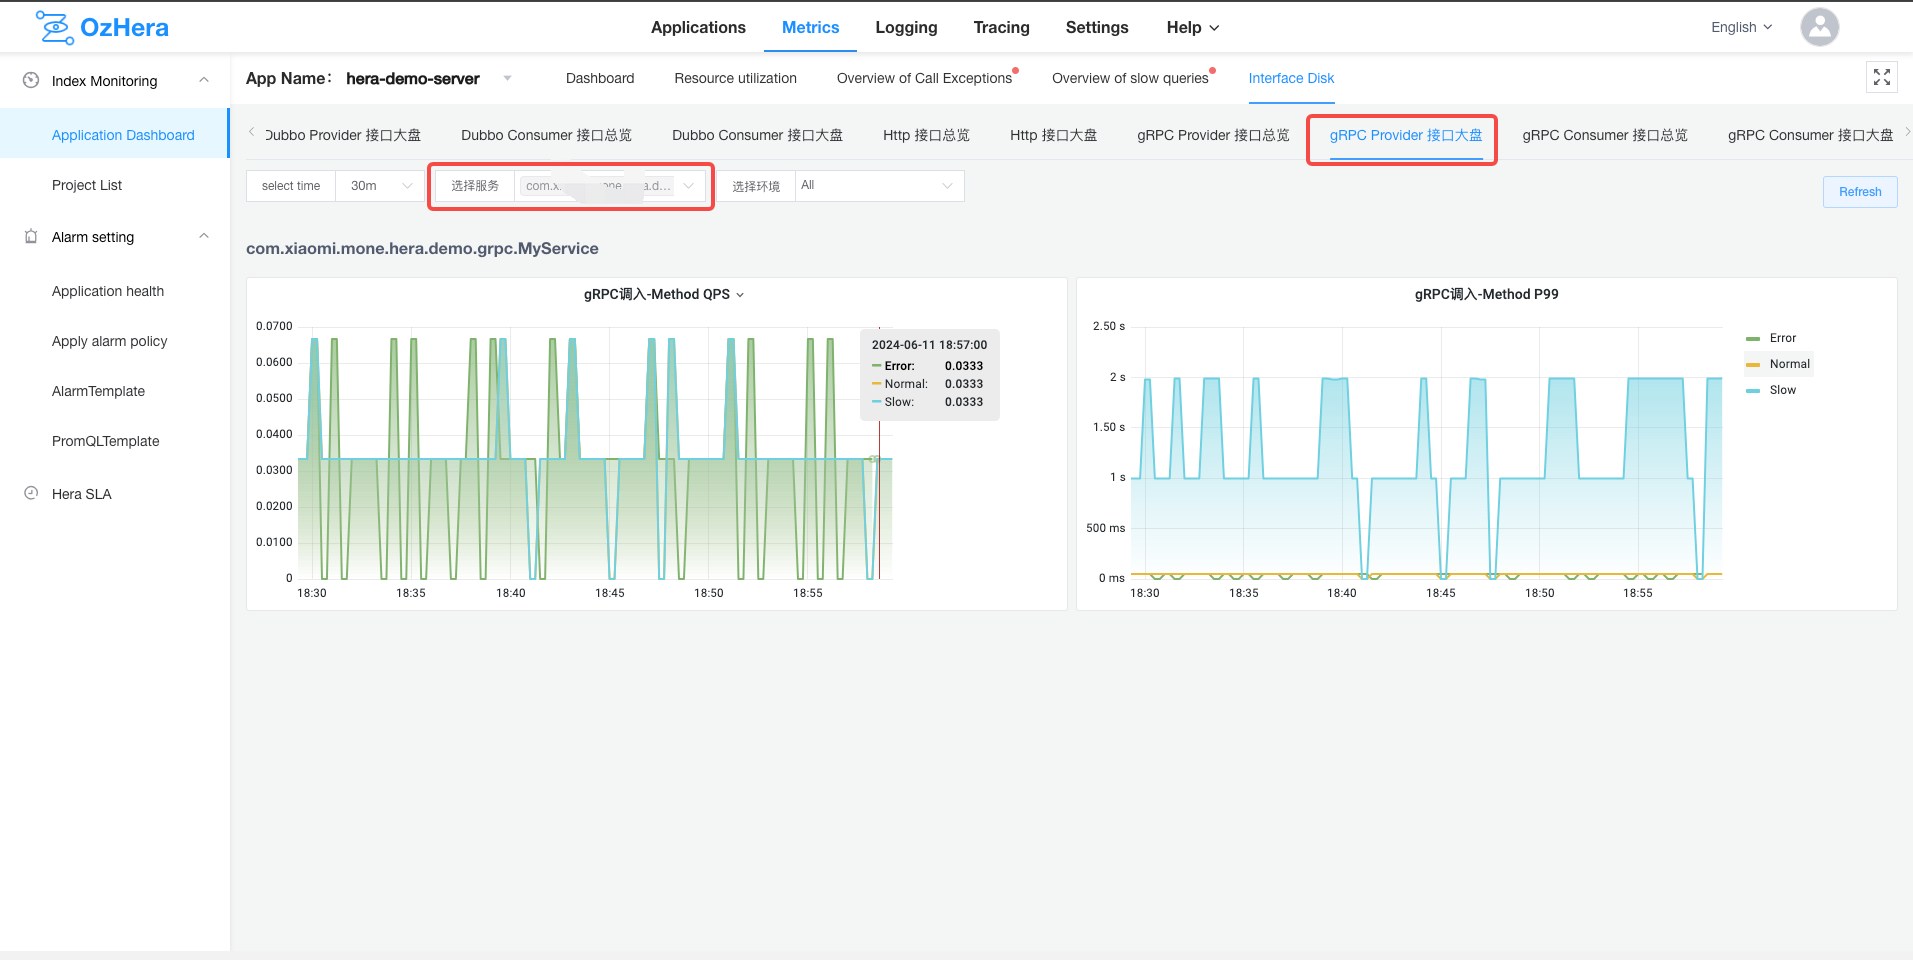 OzHera
Applications Metrics Logging Tracing Settings Help
English
Index Monitoring
Application Dashboard
Project List
Alarm setting
Application health
Apply alarm policy
AlarmTemplate
PromQLTemplate
Hera SLA
App Name： hera-demo-server
Dashboard Resource utilization Overview of Call Exceptions Overview of slow queries Interface Disk
Dubbo Provider 接口大盘 Dubbo Consumer 接口总览 Dubbo Consumer 接口大盘 Http 接口总览 Http 接口大盘 gRPC Provider 接口总览 gRPC Provider 接口大盘 gRPC Consumer 接口总览 gRPC Consumer 接口大盘
select time 30m 选择服务 选择环境 All
Refresh
com.xiaomi.mone.hera.demo.grpc.MyService
gRPC调入-Method QPS
0.0700
0.0600
0.0500
0.0400
0.0300
0.0200
0.0100
0
18:30 18:35 18:40 18:45 18:50 18:55
2024-06-11 18:57:00
Error: 0.0333
Normal: 0.0333
Slow: 0.0333
gRPC调入-Method P99
2.50 s
2 s
1.50 s
1 s
500 ms
0 ms
18:30 18:35 18:40 18:45 18:50 18:55
Error
Normal
Slow